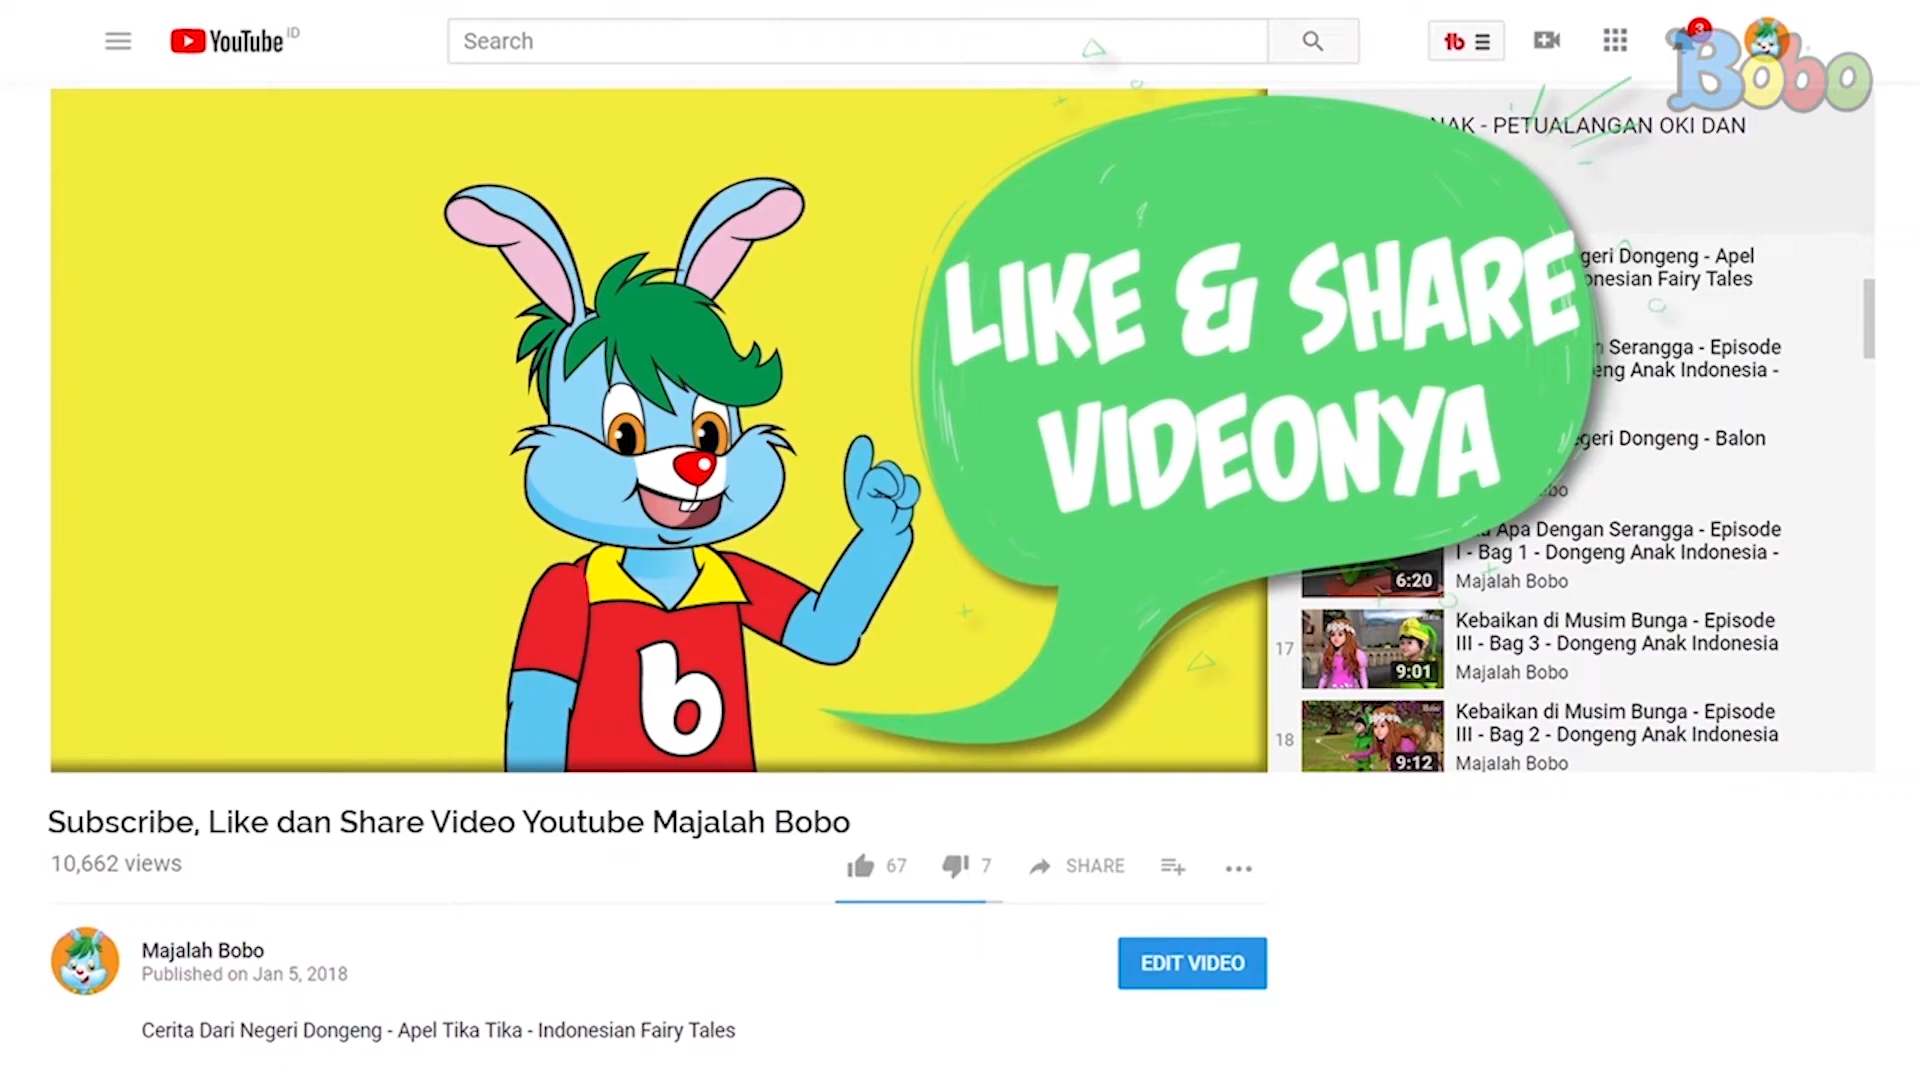 YouTube ID
Search
3
Bobo
NAK - PETUALANGAN OKI DAN
LIKE & SHARE
VIDEONYA
b
geri Dongeng - Apel
onesian Fairy Tales
Serangga - Episode
eng Anak Indonesia -
egeri Dongeng - Balon
bo
Apa Dengan Serangga - Episode
I - Bag 1 - Dongeng Anak Indonesia -
6:20
Majalah Bobo
17
9:01
Kebaikan di Musim Bunga - Episode
III - Bag 3 - Dongeng Anak Indonesia
Majalah Bobo
18
9:12
Kebaikan di Musim Bunga - Episode
III - Bag 2 - Dongeng Anak Indonesia
Majalah Bobo
Subscribe, Like dan Share Video Youtube Majalah Bobo
10,662 views
67
7
SHARE
Majalah Bobo
Published on Jan 5, 2018
EDIT VIDEO
Cerita Dari Negeri Dongeng - Apel Tika Tika - Indonesian Fairy Tales